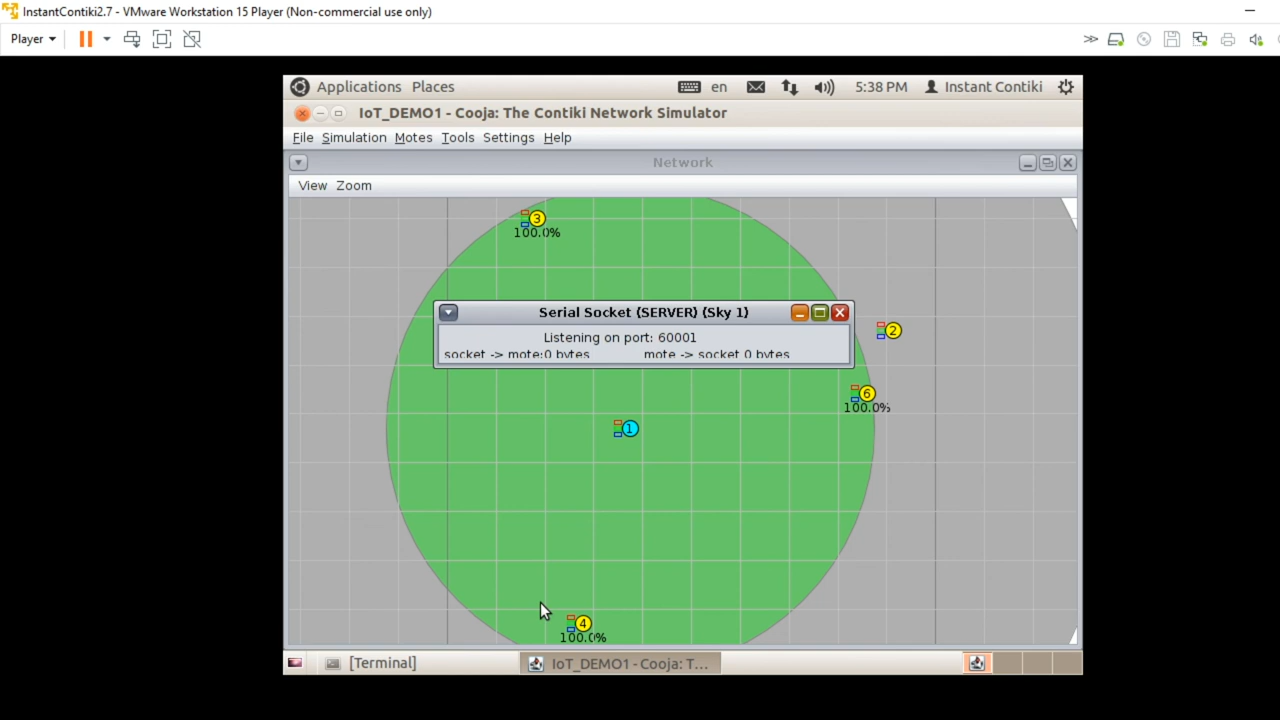 InstantContiki2.7 - VMware Workstation 15 Player (Non-commercial use only)
Player
Applications Places en 5:38 PM Instant Contiki
IoT_DEMO1 - Cooja: The Contiki Network Simulator
File Simulation Motes Tools Settings Help
Network
View Zoom
3
100.0%
Serial Socket (SERVER) (Sky 1)
Listening on port: 60001
socket -> mote:0 bytes mote -> socket 0 bytes
2
6
100.0%
1
4
100.0%
[Terminal] IoT_DEMO1 - Cooja: T...